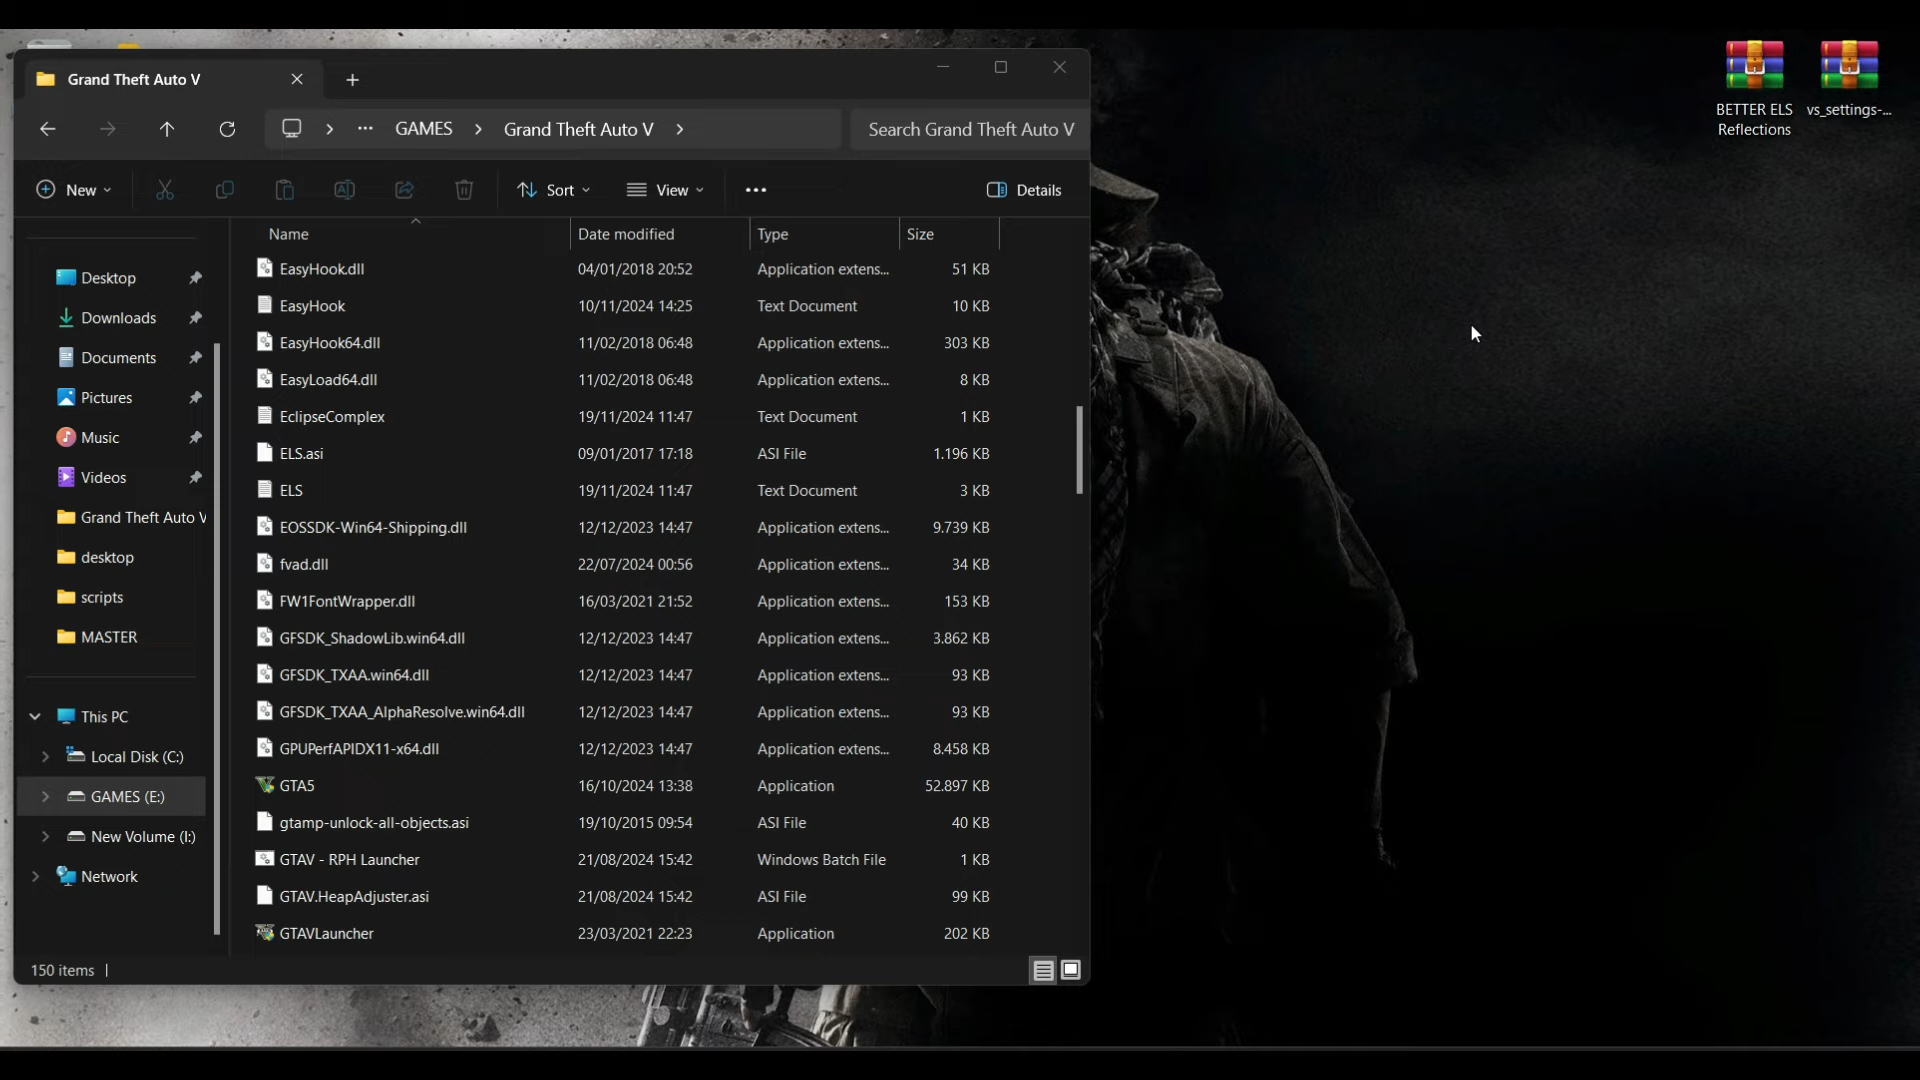 Grand Theft Auto V
GAMES
Grand Theft Auto V
Search Grand Theft Auto V
New
Sort
View
Details
Name Date modified Type Size
Desktop
Downloads
Documents
Pictures
Music
Videos
Grand Theft Auto V
desktop
scripts
MASTER
This PC
Local Disk (C:)
GAMES (E:)
New Volume (I:)
Network
EasyHook.dll 04/01/2018 20:52 Application extens... 51 KB
EasyHook 10/11/2024 14:25 Text Document 10 KB
EasyHook64.dll 11/02/2018 06:48 Application extens... 303 KB
EasyLoad64.dll 11/02/2018 06:48 Application extens... 8 KB
EclipseComplex 19/11/2024 11:47 Text Document 1 KB
ELS.asi 09/01/2017 17:18 ASI File 1.196 KB
ELS 19/11/2024 11:47 Text Document 3 KB
EOSSDK-Win64-Shipping.dll 12/12/2023 14:47 Application extens... 9.739 KB
fvad.dll 22/07/2024 00:56 Application extens... 34 KB
FW1FontWrapper.dll 16/03/2021 21:52 Application extens... 153 KB
GFSDK_ShadowLib.win64.dll 12/12/2023 14:47 Application extens... 3.862 KB
GFSDK_TXAA.win64.dll 12/12/2023 14:47 Application extens... 93 KB
GFSDK_TXAA_AlphaResolve.win64.dll 12/12/2023 14:47 Application extens... 93 KB
GPUPerfAPIDX11-x64.dll 12/12/2023 14:47 Application extens... 8.458 KB
GTA5 16/10/2024 13:38 Application 52.897 KB
gtamp-unlock-all-objects.asi 19/10/2015 09:54 ASI File 40 KB
GTAV - RPH Launcher 21/08/2024 15:42 Windows Batch File 1 KB
GTAV.HeapAdjuster.asi 21/08/2024 15:42 ASI File 99 KB
GTAVLauncher 23/03/2021 22:23 Application 202 KB
150 items
BETTER ELS
Reflections
vs_settings-...